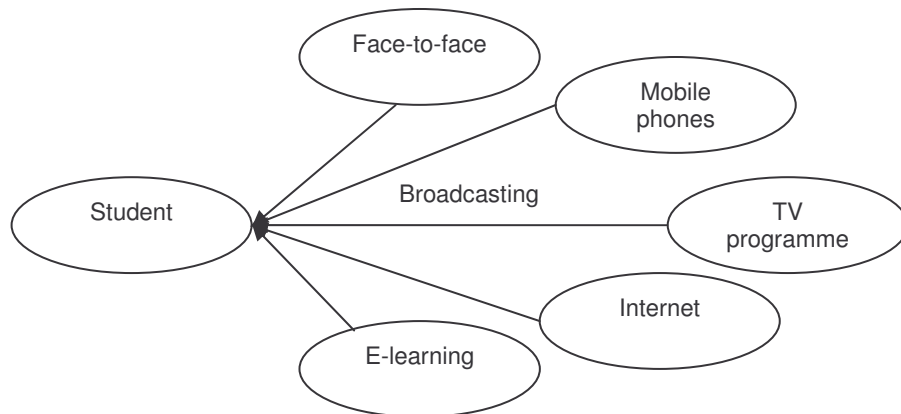 Face-to-face
Mobile
phones
Broadcasting
Student
TV
programme
Internet
E-learning